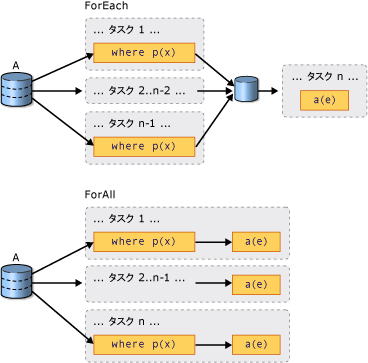 ForEach
A
... タスク 1 ...
where p(x)
... タスク 2..n-2 ...
... タスク n-1 ...
where p(x)
... タスク n ...
a(e)
ForAll
A
... タスク 1 ...
where p(x)
a(e)
... タスク 2..n-1 ...
a(e)
... タスク n ...
where p(x)
a(e)